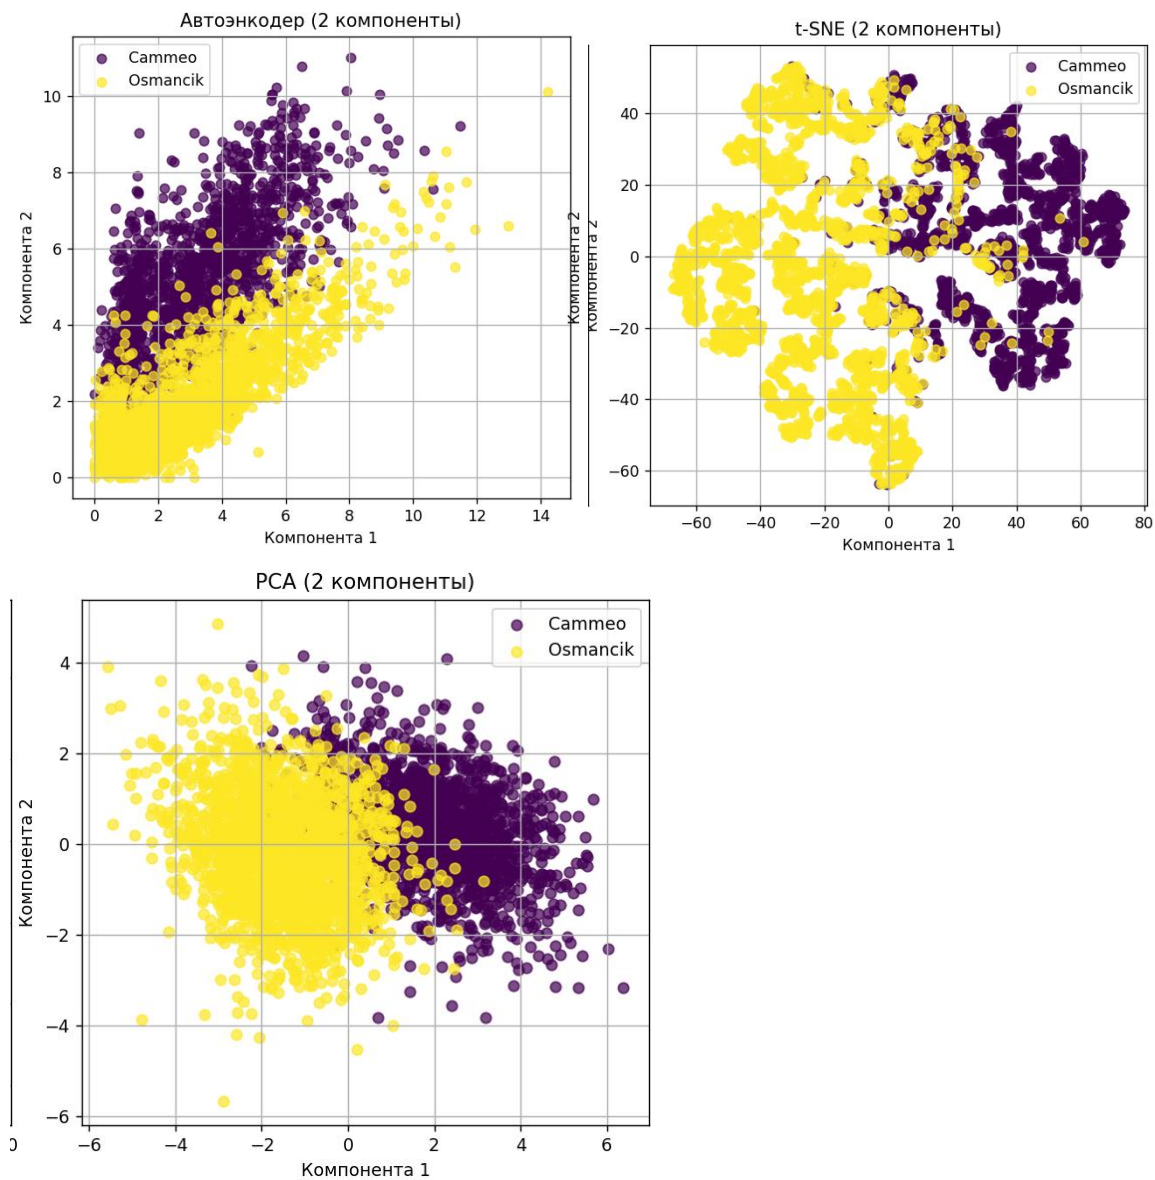 Автоэнкодер (2 компоненты)
Cammeo
Osmancik
Компонента 2
10
8
6
4
2
0
0 2 4 6 8 10 12 14
Компонента 1
t-SNE (2 компоненты)
Cammeo
Osmancik
Компонента 2
Компонента 2
40
20
0
−20
−40
−60
−60 −40 −20 0 20 40 60 80
Компонента 1
PCA (2 компоненты)
Cammeo
Osmancik
Компонента 2
4
2
0
−2
−4
−6
0 −6 −4 −2 0 2 4 6
Компонента 1